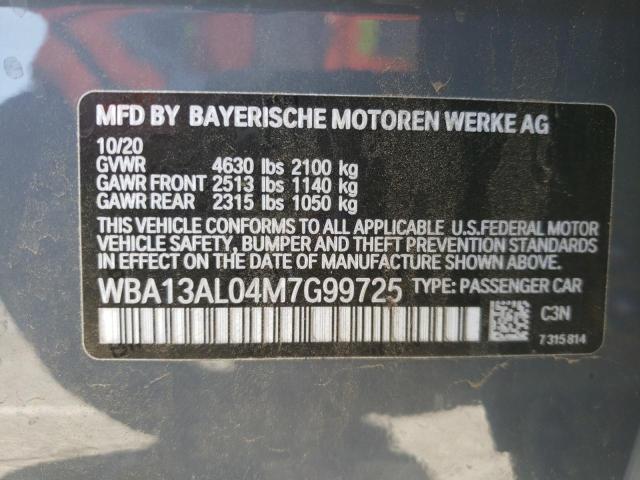 MFD BY BAYERISCHE MOTOREN WERKE AG
10/20
GVWR 4630 lbs 2100 kg
GAWR FRONT 2513 lbs 1140 kg
GAWR REAR 2315 lbs 1050 kg
THIS VEHICLE CONFORMS TO ALL APPLICABLE U.S.FEDERAL MOTOR
VEHICLE SAFETY, BUMPER AND THEFT PREVENTION STANDARDS
IN EFFECT ON THE DATE OF MANUFACTURE SHOWN ABOVE.
WBA13AL04M7G99725 TYPE: PASSENGER CAR
C3N
7315814